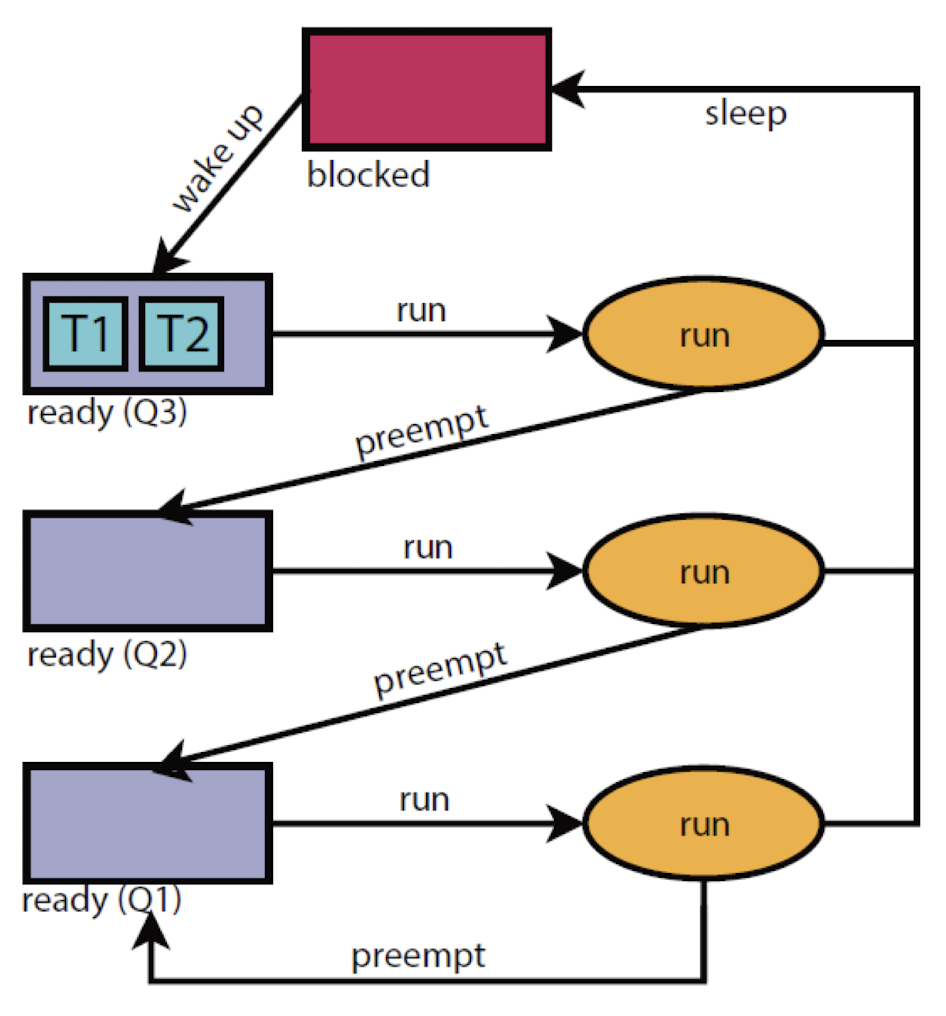 sleep
wake up
blocked
T1 T2
run
run
ready (Q3)
preempt
run
run
ready (Q2)
preempt
run
run
ready (Q1)
preempt